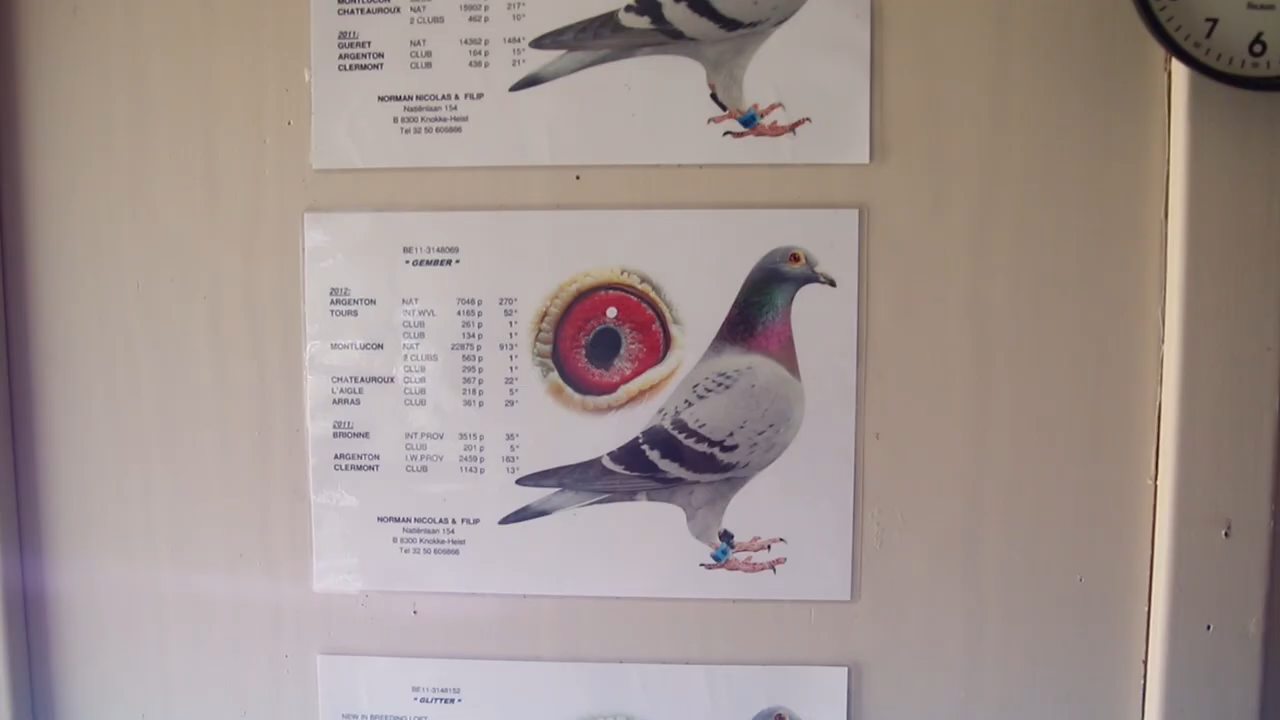 CHATEAUROUX NAT 15902 p 217°
2 CLUBS 462 p 10°
2011:
GUERET NAT 14362 p 1484°
ARGENTON CLUB 164 p 15°
CLERMONT CLUB 438 p 21°
NORMAN NICOLAS & FILIP
Natiënlaan 154
B 8300 Knokke-Heist
Tel 32 50 606866
7
6
BE11-3148069
" GEMBER "
2012:
ARGENTON NAT 7046 p 270°
TOURS INT.WVL 4165 p 52°
CLUB 261 p 1°
CLUB 134 p 1°
MONTLUCON NAT 22875 p 913°
2 CLUBS 563 p 1°
CLUB 295 p 1°
CHATEAUROUX CLUB 367 p 22°
L'AIGLE CLUB 218 p 5°
ARRAS CLUB 361 p 29°
2011:
BRIONNE INT.PROV 3515 p 35°
CLUB 201 p 5°
ARGENTON I.W.PROV 2459 p 163°
CLERMONT CLUB 1143 p 13°
NORMAN NICOLAS & FILIP
Natiënlaan 154
B 8300 Knokke-Heist
Tel 32 50 606866
BE11-3148152
" GLITTER "
NEW IN BREEDING LOFT